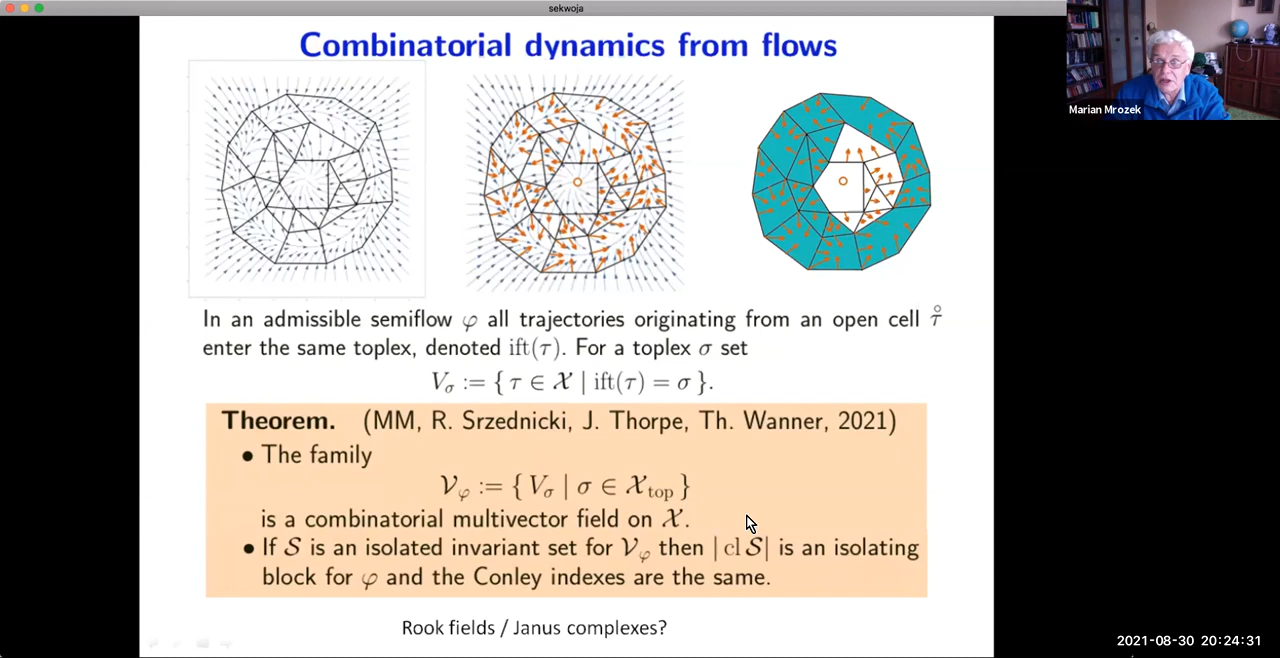 sekwoja
Combinatorial dynamics from flows
Marian Mrozek
In an admissible semiflow φ all trajectories originating from an open cell τ̊
enter the same toplex, denoted ift(τ). For a toplex σ set
V_σ := { τ ∈ 𝒳 | ift(τ) = σ }.
Theorem. (MM, R. Srzednicki, J. Thorpe, Th. Wanner, 2021)
• The family
𝒱_φ := { V_σ | σ ∈ 𝒳_top }
is a combinatorial multivector field on 𝒳.
• If 𝒮 is an isolated invariant set for 𝒱_φ then | cl 𝒮| is an isolating
block for φ and the Conley indexes are the same.
Rook fields / Janus complexes?
2021-08-30 20:24:31